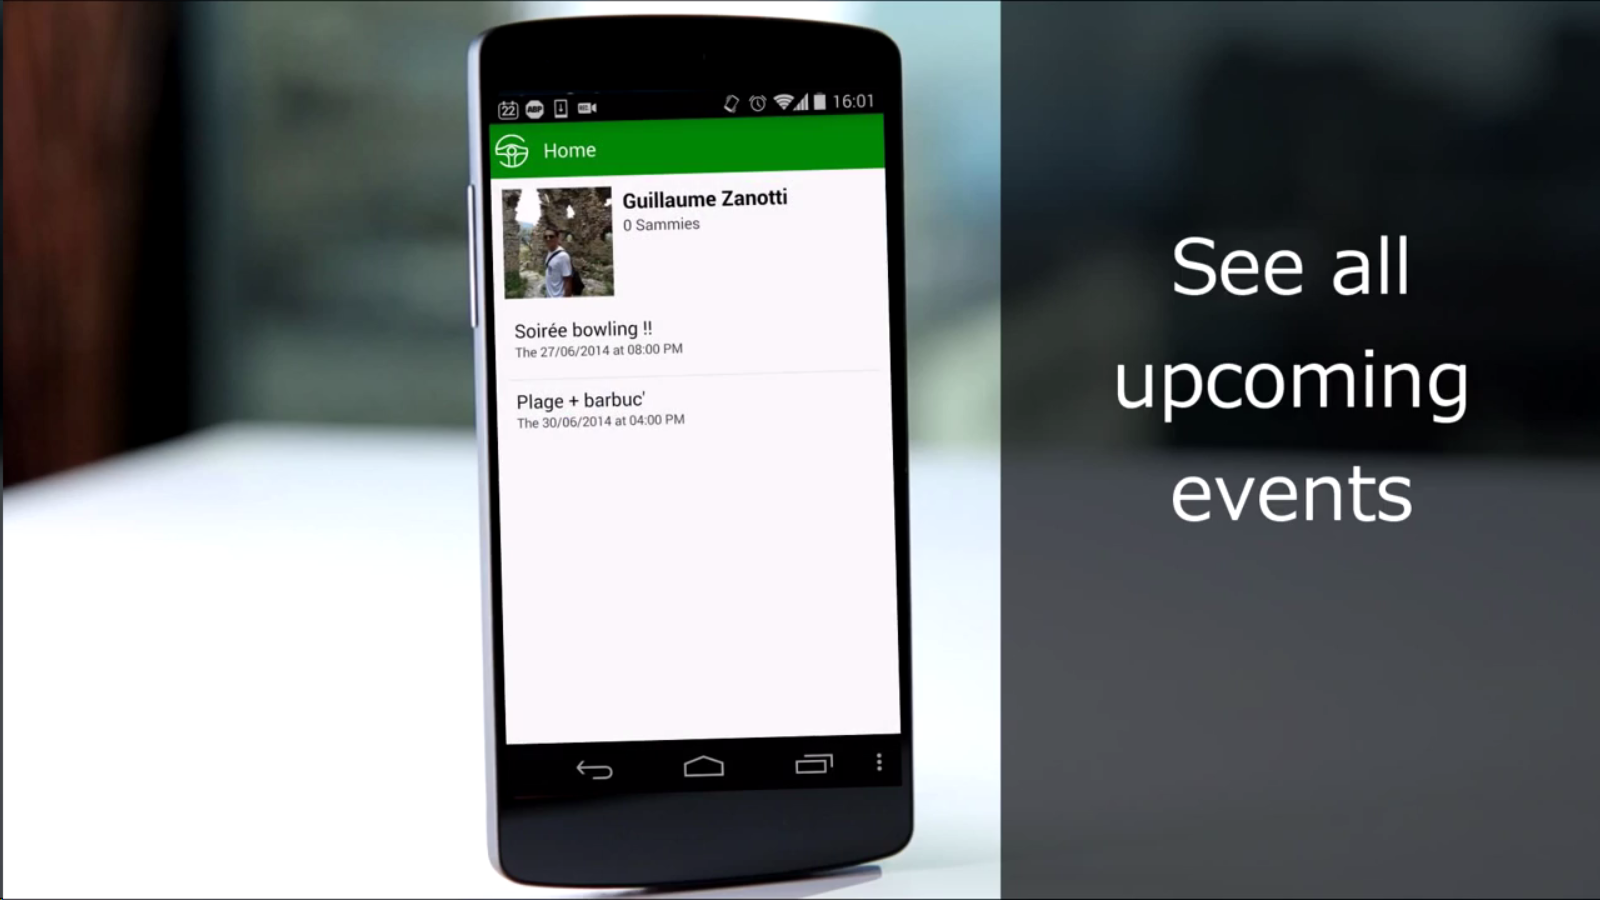 22 ABP 16:01
Home
Guillaume Zanotti
0 Sammies
Soirée bowling !!
The 27/06/2014 at 08:00 PM
Plage + barbuc'
The 30/06/2014 at 04:00 PM
See all
upcoming
events